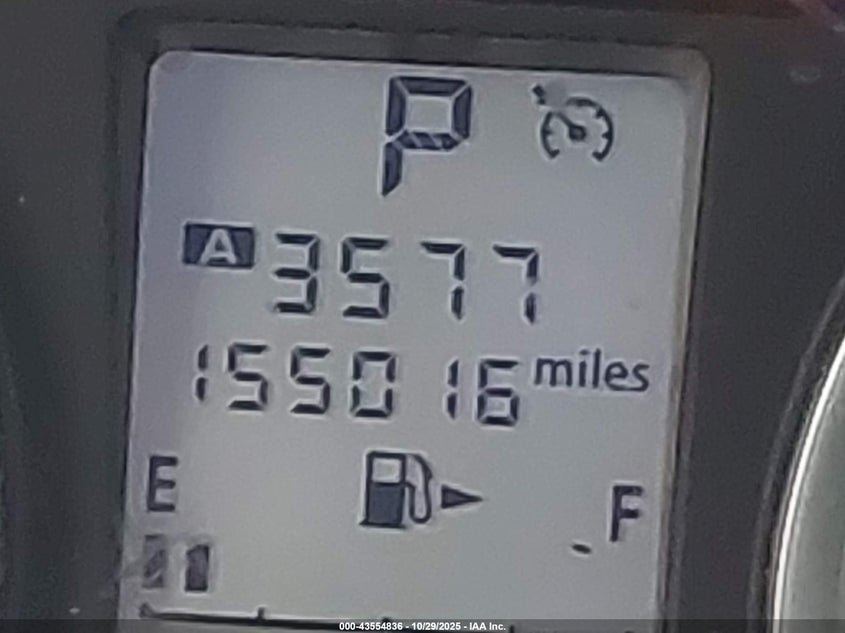 P
A 3577
155016 miles
E F
000-43554836 - 10/29/2025 - IAA Inc.